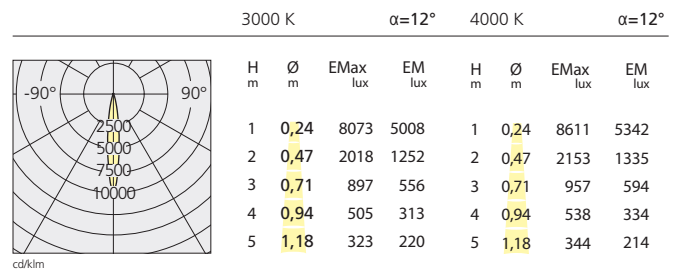 3000 K α=12° 4000 K α=12°
H Ø EMax EM H Ø EMax EM
m m lux lux m m lux lux
-90° 90°
2500
5000
7500
10000
1 0,24 8073 5008 1 0,24 8611 5342
2 0,47 2018 1252 2 0,47 2153 1335
3 0,71 897 556 3 0,71 957 594
4 0,94 505 313 4 0,94 538 334
5 1,18 323 220 5 1,18 344 214
cd/klm